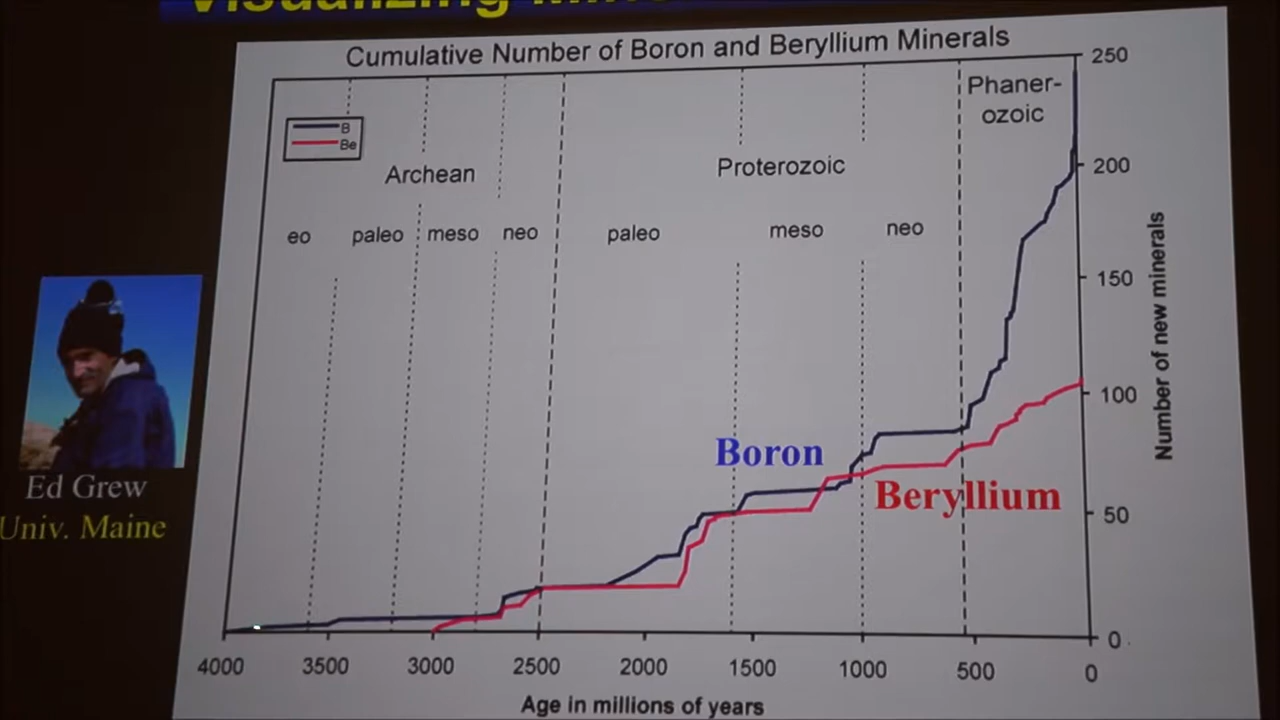 Visualizing
Cumulative Number of Boron and Beryllium Minerals
250
Phaner-
ozoic
B
Be
Archean
Proterozoic
200
eo paleo meso neo paleo meso neo
150
Number of new minerals
100
Boron
Beryllium
50
0
Ed Grew
Univ. Maine
4000 3500 3000 2500 2000 1500 1000 500 0
Age in millions of years